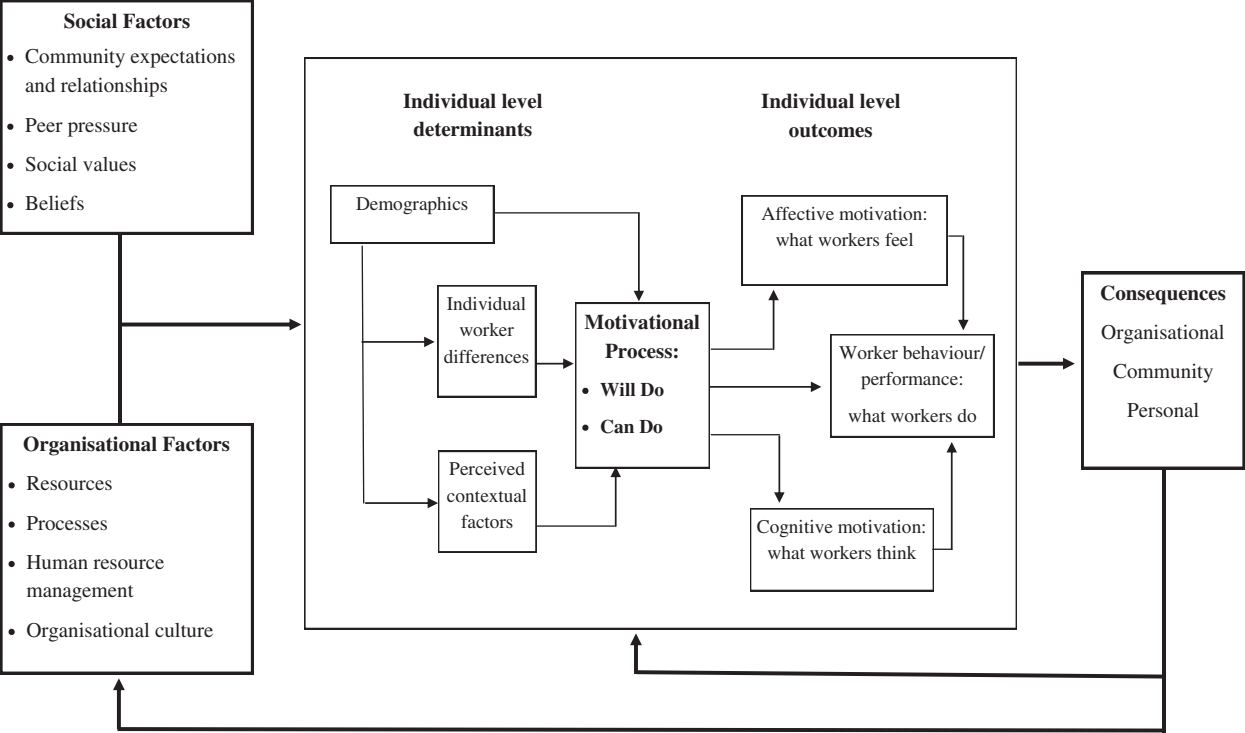 Social Factors
• Community expectations
and relationships
• Peer pressure
• Social values
• Beliefs
Organisational Factors
• Resources
• Processes
• Human resource
management
• Organisational culture
Individual level
determinants
Demographics
Individual
worker
differences
Perceived
contextual
factors
Motivational
Process:
• Will Do
• Can Do
Individual level
outcomes
Affective motivation:
what workers feel
Worker behaviour/
performance:
what workers do
Cognitive motivation:
what workers think
Consequences
Organisational
Community
Personal